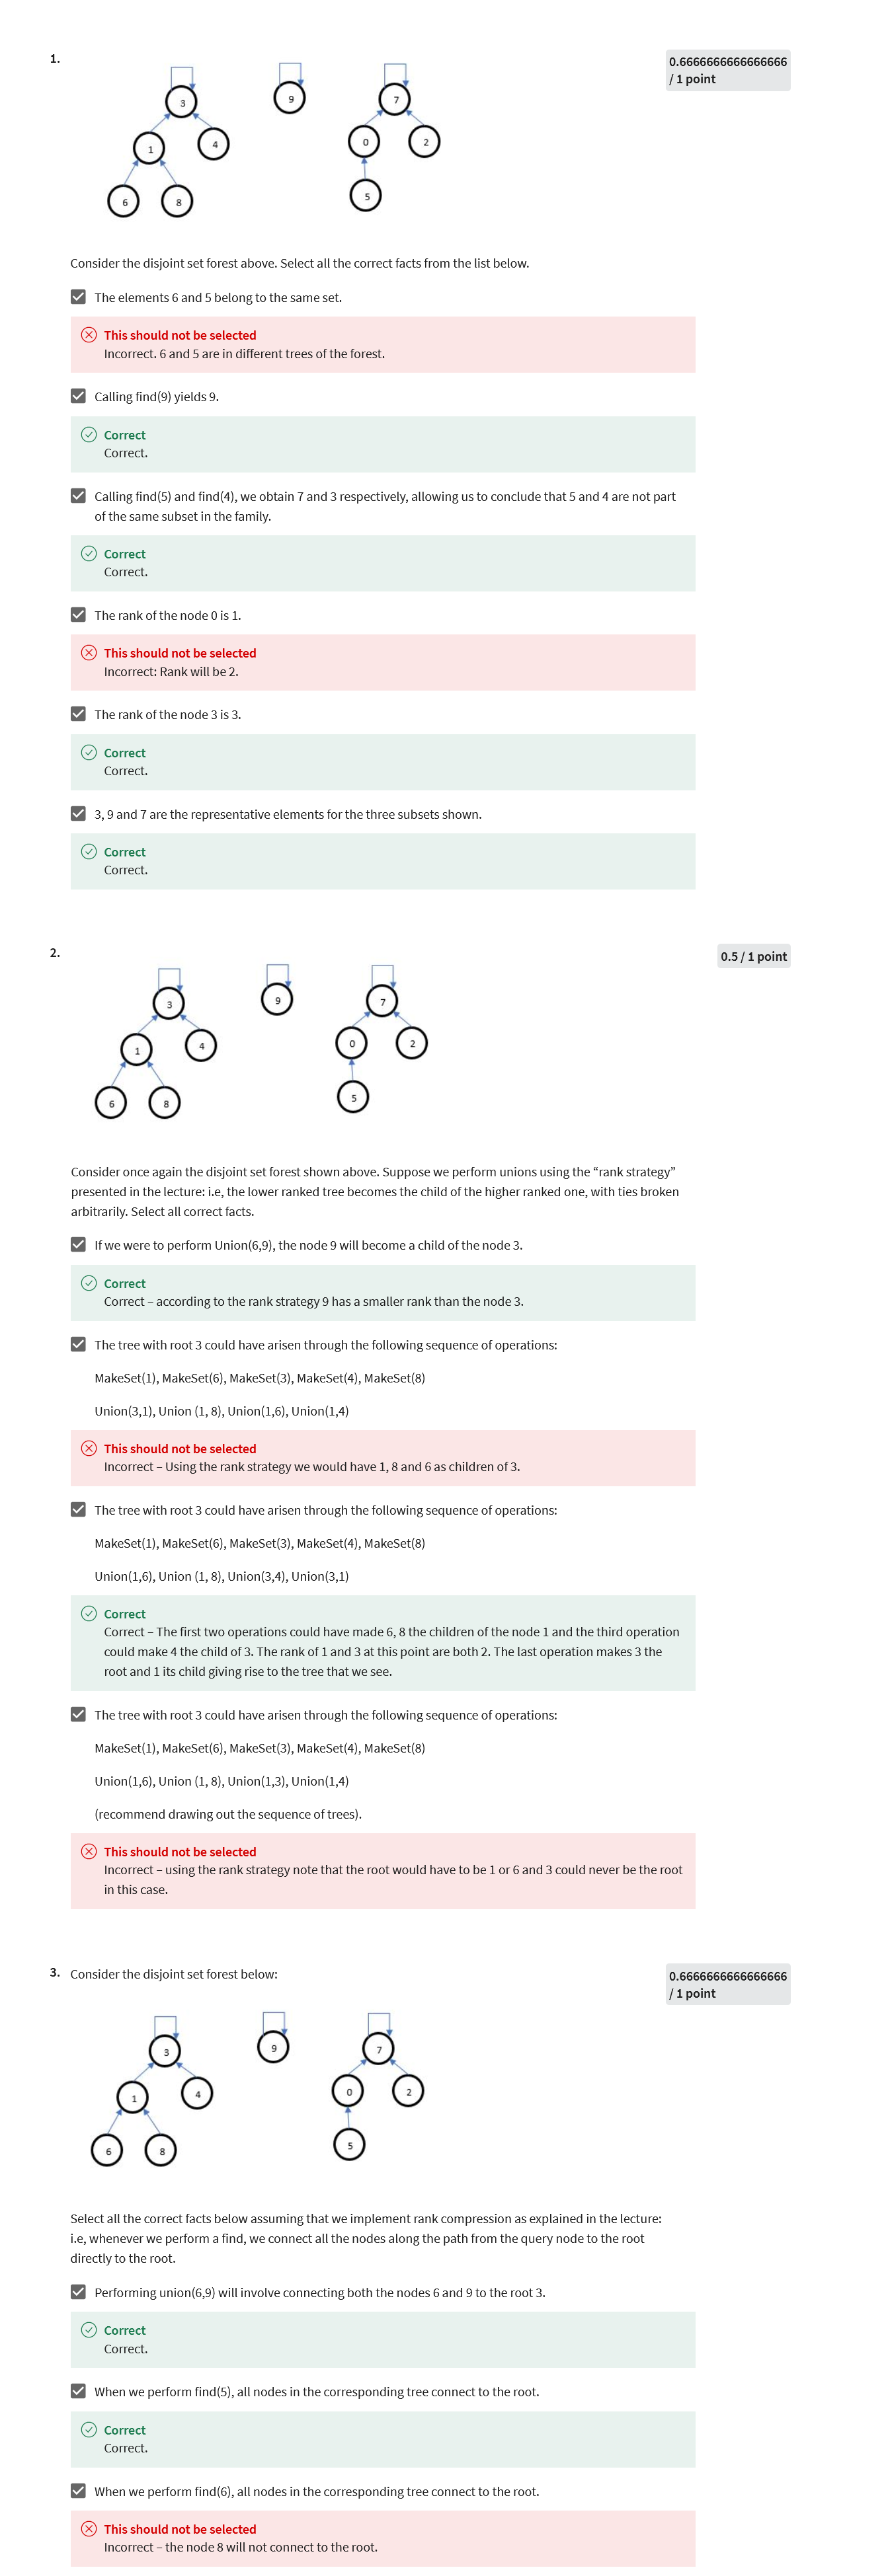 1.
0.6666666666666666
/ 1 point
3
9
7
1
4
0
2
6
8
5
Consider the disjoint set forest above. Select all the correct facts from the list below.
The elements 6 and 5 belong to the same set.
This should not be selected
Incorrect. 6 and 5 are in different trees of the forest.
Calling find(9) yields 9.
Correct
Correct.
Calling find(5) and find(4), we obtain 7 and 3 respectively, allowing us to conclude that 5 and 4 are not part
of the same subset in the family.
Correct
Correct.
The rank of the node 0 is 1.
This should not be selected
Incorrect: Rank will be 2.
The rank of the node 3 is 3.
Correct
Correct.
3, 9 and 7 are the representative elements for the three subsets shown.
Correct
Correct.
2.
0.5 / 1 point
3
9
7
1
4
0
2
6
8
5
Consider once again the disjoint set forest shown above. Suppose we perform unions using the “rank strategy”
presented in the lecture: i.e, the lower ranked tree becomes the child of the higher ranked one, with ties broken
arbitrarily. Select all correct facts.
If we were to perform Union(6,9), the node 9 will become a child of the node 3.
Correct
Correct – according to the rank strategy 9 has a smaller rank than the node 3.
The tree with root 3 could have arisen through the following sequence of operations:
MakeSet(1), MakeSet(6), MakeSet(3), MakeSet(4), MakeSet(8)
Union(3,1), Union (1, 8), Union(1,6), Union(1,4)
This should not be selected
Incorrect – Using the rank strategy we would have 1, 8 and 6 as children of 3.
The tree with root 3 could have arisen through the following sequence of operations:
MakeSet(1), MakeSet(6), MakeSet(3), MakeSet(4), MakeSet(8)
Union(1,6), Union (1, 8), Union(3,4), Union(3,1)
Correct
Correct – The first two operations could have made 6, 8 the children of the node 1 and the third operation
could make 4 the child of 3. The rank of 1 and 3 at this point are both 2. The last operation makes 3 the
root and 1 its child giving rise to the tree that we see.
The tree with root 3 could have arisen through the following sequence of operations:
MakeSet(1), MakeSet(6), MakeSet(3), MakeSet(4), MakeSet(8)
Union(1,6), Union (1, 8), Union(1,3), Union(1,4)
(recommend drawing out the sequence of trees).
This should not be selected
Incorrect – using the rank strategy note that the root would have to be 1 or 6 and 3 could never be the root
in this case.
3.
Consider the disjoint set forest below:
0.6666666666666666
/ 1 point
3
9
7
1
4
0
2
6
8
5
Select all the correct facts below assuming that we implement rank compression as explained in the lecture:
i.e, whenever we perform a find, we connect all the nodes along the path from the query node to the root
directly to the root.
Performing union(6,9) will involve connecting both the nodes 6 and 9 to the root 3.
Correct
Correct.
When we perform find(5), all nodes in the corresponding tree connect to the root.
Correct
Correct.
When we perform find(6), all nodes in the corresponding tree connect to the root.
This should not be selected
Incorrect – the node 8 will not connect to the root.